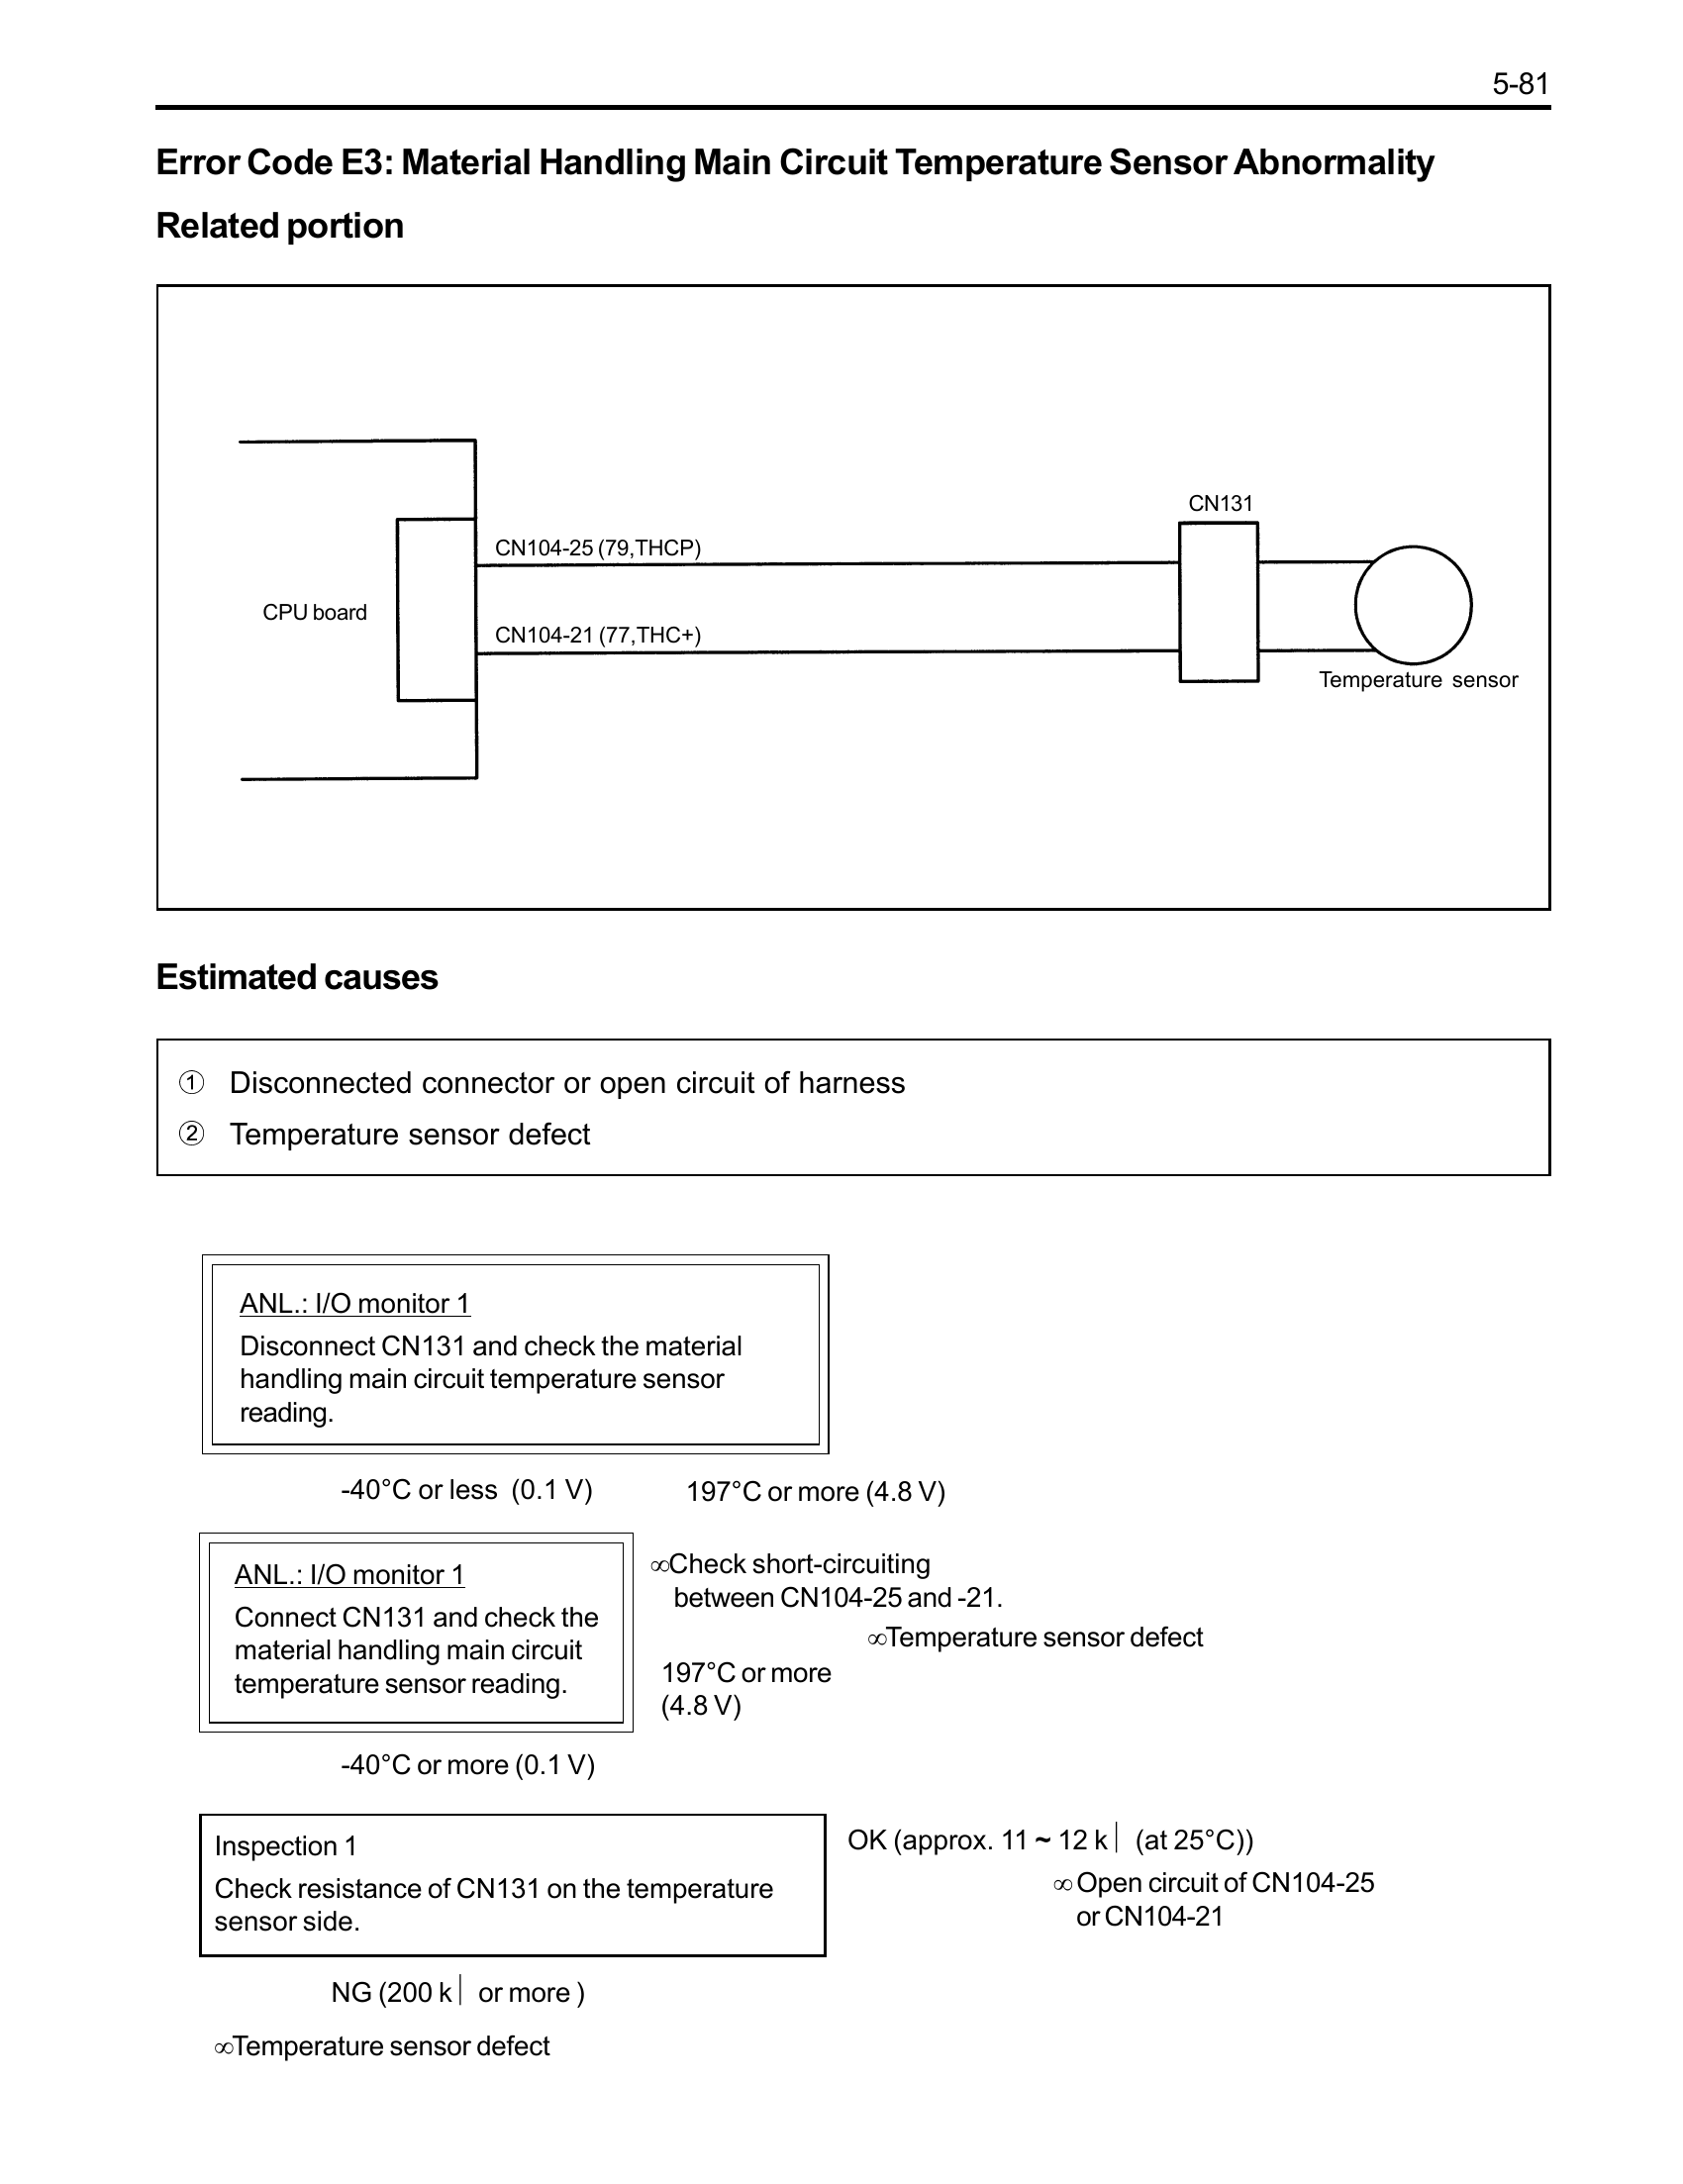 5-81
Error Code E3: Material Handling Main Circuit Temperature Sensor Abnormality
Related portion
CN131
CN104-25 (79,THCP)
CPU board
CN104-21 (77,THC+)
Temperature sensor
Estimated causes
① Disconnected connector or open circuit of harness
② Temperature sensor defect
ANL.: I/O monitor 1
Disconnect CN131 and check the material
handling main circuit temperature sensor
reading.
-40°C or less (0.1 V) 197°C or more (4.8 V)
ANL.: I/O monitor 1
Connect CN131 and check the
material handling main circuit
temperature sensor reading.
∞Check short-circuiting
between CN104-25 and -21.
∞Temperature sensor defect
197°C or more
(4.8 V)
-40°C or more (0.1 V)
Inspection 1
Check resistance of CN131 on the temperature
sensor side.
OK (approx. 11 ~ 12 k⏐ (at 25°C))
∞ Open circuit of CN104-25
or CN104-21
NG (200 k⏐ or more )
∞Temperature sensor defect